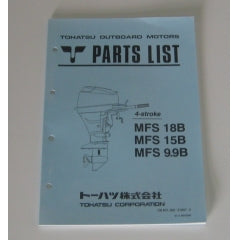 TOHATSU OUTBOARD MOTORS
PARTS LIST
4-stroke
MFS 18B
MFS 15B
MFS 9.9B
トーハツ株式会社
TOHATSU CORPORATION